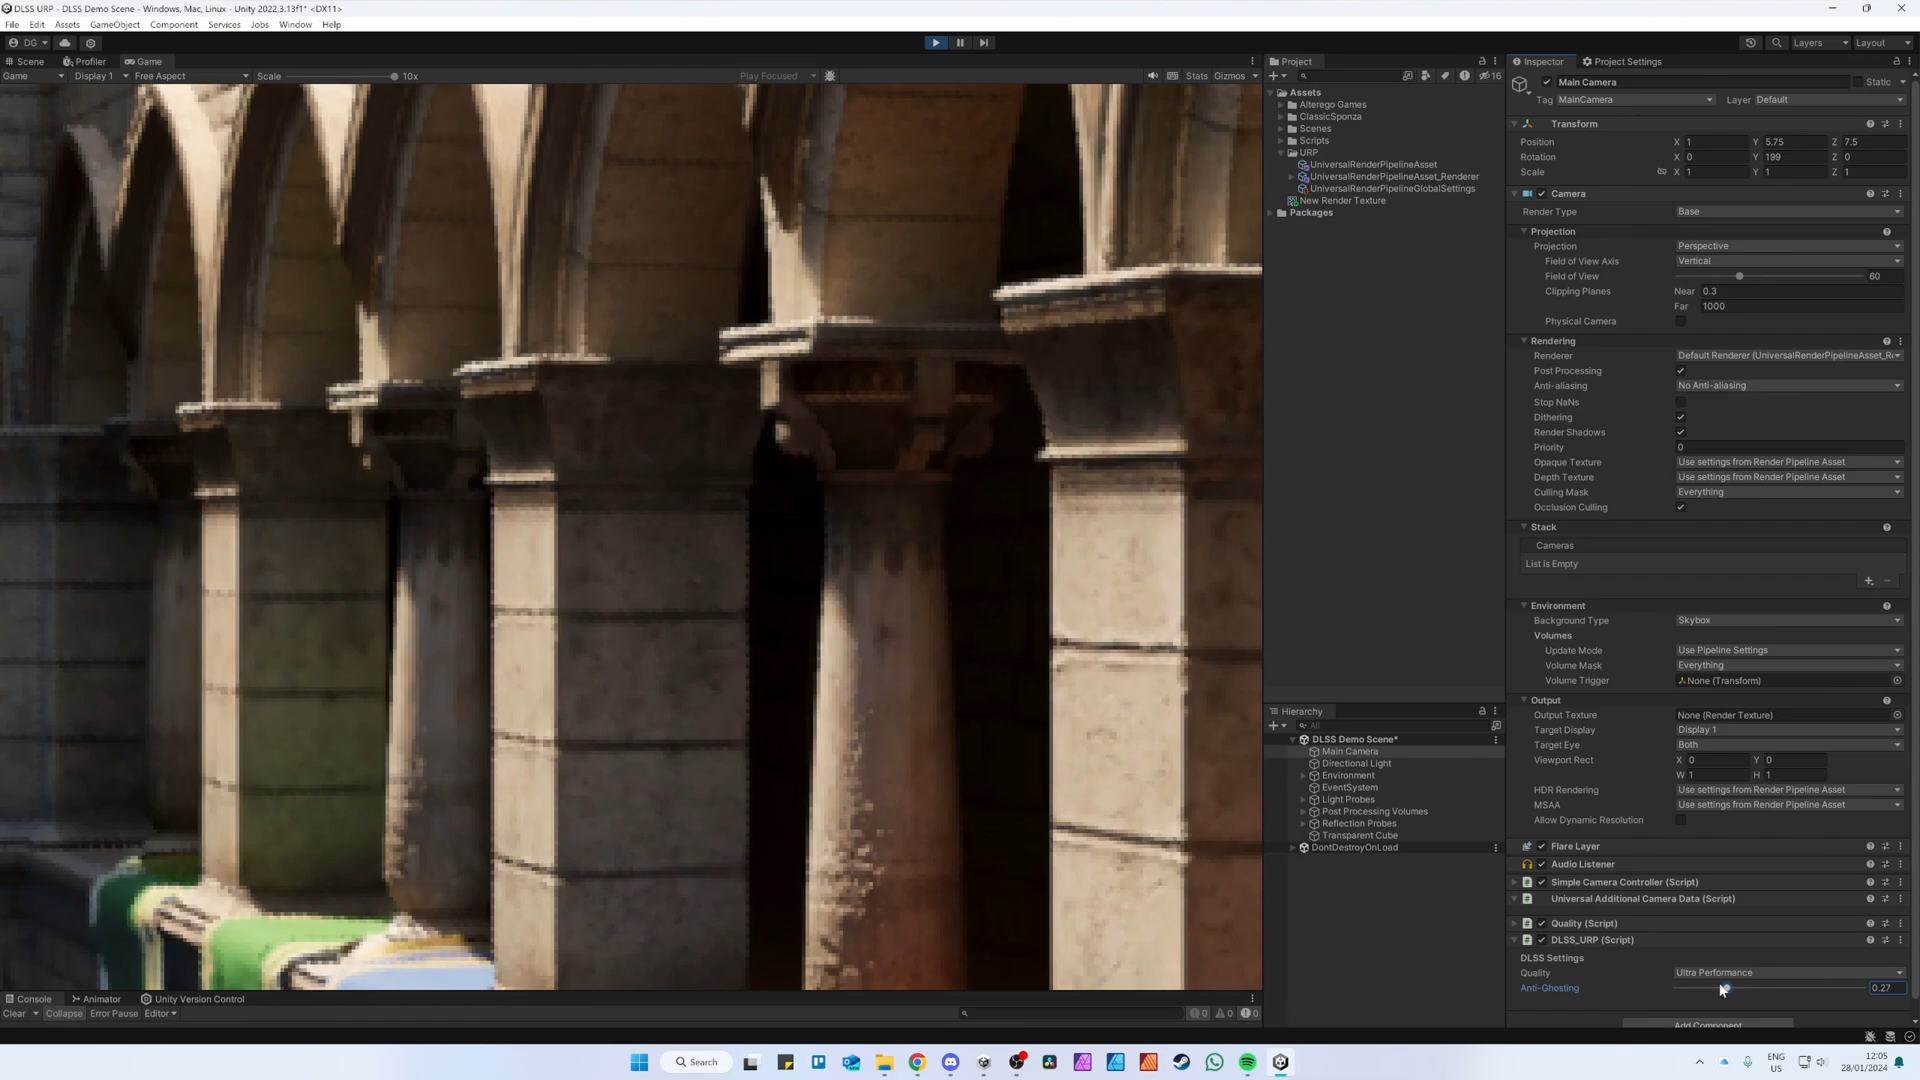 DLSS URP - DLSS Demo Scene - Windows, Mac, Linux - Unity 2022.3.13f1* <DX11>
File Edit Assets GameObject Component Services Jobs Window Help
DG
Layers
Layout
Scene
Profiler
Game
Game
Display 1
Free Aspect
Scale
10x
Play Focused
Stats
Gizmos
Project
16
Assets
Alterego Games
ClassicSponza
Scenes
Scripts
URP
UniversalRenderPipelineAsset
UniversalRenderPipelineAsset_Renderer
UniversalRenderPipelineGlobalSettings
New Render Texture
Packages
Hierarchy
All
DLSS Demo Scene*
Main Camera
Directional Light
Environment
EventSystem
Light Probes
Post Processing Volumes
Reflection Probes
Transparent Cube
DontDestroyOnLoad
Inspector
Project Settings
Main Camera
Static
Tag MainCamera
Layer Default
Transform
Position X 1 Y 5.75 Z 7.5
Rotation X 0 Y 199 Z 0
Scale X 1 Y 1 Z 1
Camera
Render Type Base
Projection
Projection Perspective
Field of View Axis Vertical
Field of View 60
Clipping Planes Near 0.3
Far 1000
Physical Camera
Rendering
Renderer Default Renderer (UniversalRenderPipelineAsset_R
Post Processing
Anti-aliasing No Anti-aliasing
Stop NaNs
Dithering
Render Shadows
Priority 0
Opaque Texture Use settings from Render Pipeline Asset
Depth Texture Use settings from Render Pipeline Asset
Culling Mask Everything
Occlusion Culling
Stack
Cameras
List is Empty
Environment
Background Type Skybox
Volumes
Update Mode Use Pipeline Settings
Volume Mask Everything
Volume Trigger None (Transform)
Output
Output Texture None (Render Texture)
Target Display Display 1
Target Eye Both
Viewport Rect X 0 Y 0
W 1 H 1
HDR Rendering Use settings from Render Pipeline Asset
MSAA Use settings from Render Pipeline Asset
Allow Dynamic Resolution
Flare Layer
Audio Listener
Simple Camera Controller (Script)
Universal Additional Camera Data (Script)
Quality (Script)
DLSS_URP (Script)
DLSS Settings
Quality Ultra Performance
Anti-Ghosting 0.27
Add Component
Console
Animator
Unity Version Control
Clear Collapse Error Pause Editor
0 0 0
Search
ENG
US
12:05
28/01/2024